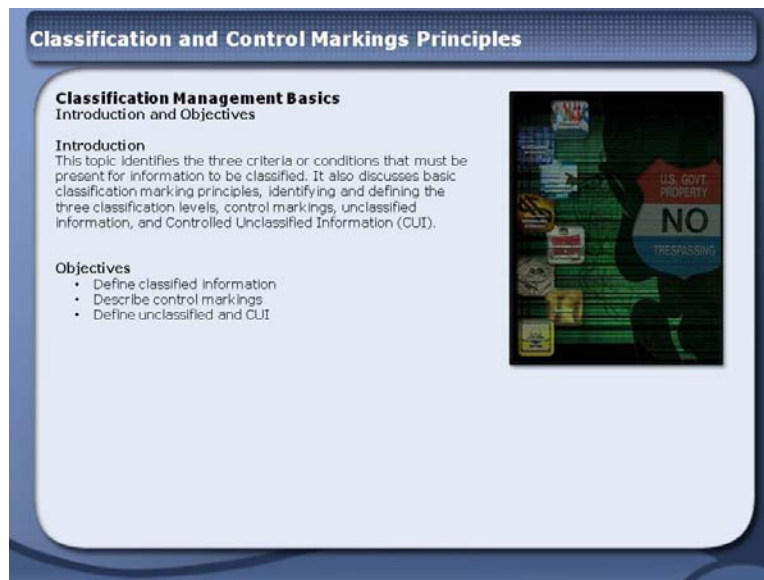 Classification and Control Markings Principles
Classification Management Basics
Introduction and Objectives
Introduction
This topic identifies the three criteria or conditions that must be
present for information to be classified. It also discusses basic
classification marking principles, identifying and defining the
three classification levels, control markings, unclassified
information, and Controlled Unclassified Information (CUI).
Objectives
• Define classified information
• Describe control markings
• Define unclassified and CUI
U.S. GOVT.
PROPERTY
NO
TRESPASSING